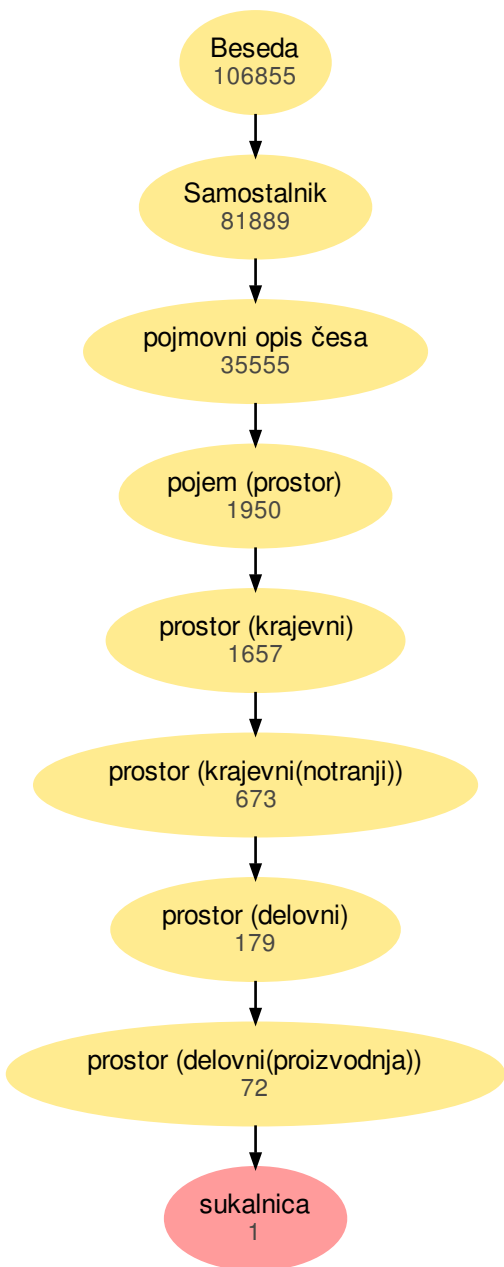 Beseda
106855
Samostalnik
81889
pojmovni opis česa
35555
pojem (prostor)
1950
prostor (krajevni)
1657
prostor (krajevni(notranji))
673
prostor (delovni)
179
prostor (delovni(proizvodnja))
72
sukalnica
1